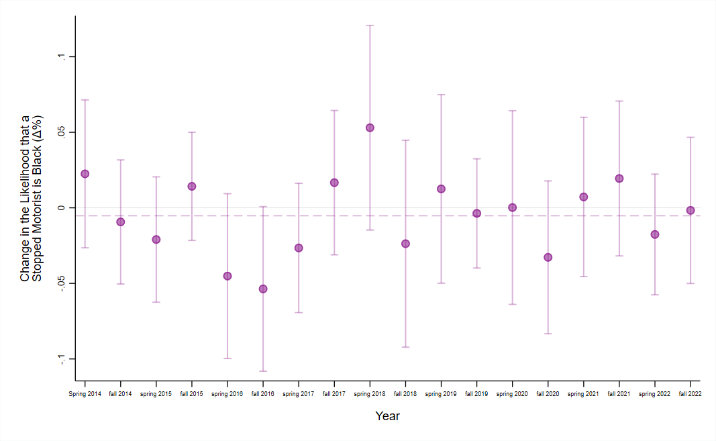 Change in the Likelihood that a
Stopped Motorist is Black (Δ%)
.1
.05
0
-.05
-.1
Spring 2014 fall 2014 spring 2015 fall 2015 spring 2016 fall 2016 spring 2017 fall 2017 spring 2018 fall 2018 spring 2019 fall 2019 spring 2020 fall 2020 spring 2021 fall 2021 spring 2022 fall 2022
Year